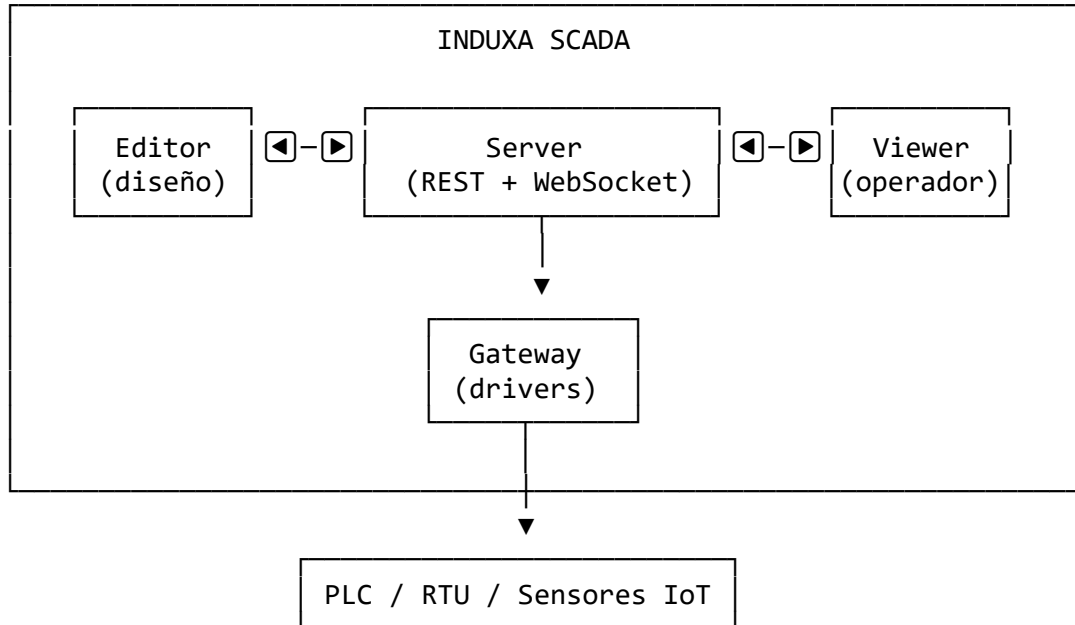 INDUXA SCADA
Editor
(diseño)
Server
(REST + WebSocket)
Viewer
(operador)
Gateway
(drivers)
PLC / RTU / Sensores IoT